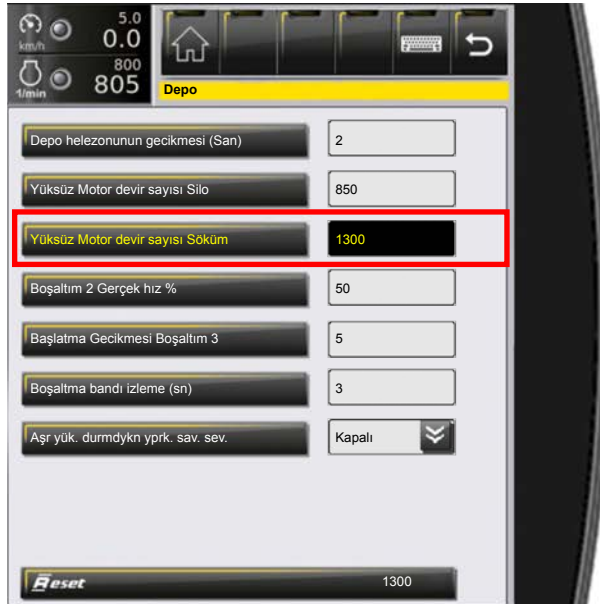 5.0
km/h 0.0
800
1/min 805
Depo
Depo helezonunun gecikmesi (San) 2
Yüksüz Motor devir sayısı Silo 850
Yüksüz Motor devir sayısı Söküm 1300
Boşaltım 2 Gerçek hız % 50
Başlatma Gecikmesi Boşaltım 3 5
Boşaltma bandı izleme (sn) 3
Aşr yük. durmdykn yprk. sav. sev. Kapalı
Reset 1300